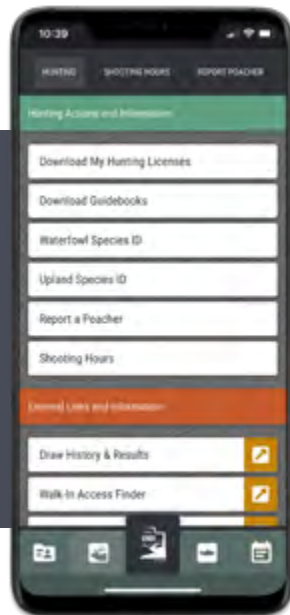 10:39
HUNTING SHOOTING HOURS REPORT POACHER
Hunting Actions and Information
Download My Hunting Licenses
Download Guidebooks
Waterfowl Species ID
Upland Species ID
Report a Poacher
Shooting Hours
External Links and Information
Draw History & Results
Walk-In Access Finder